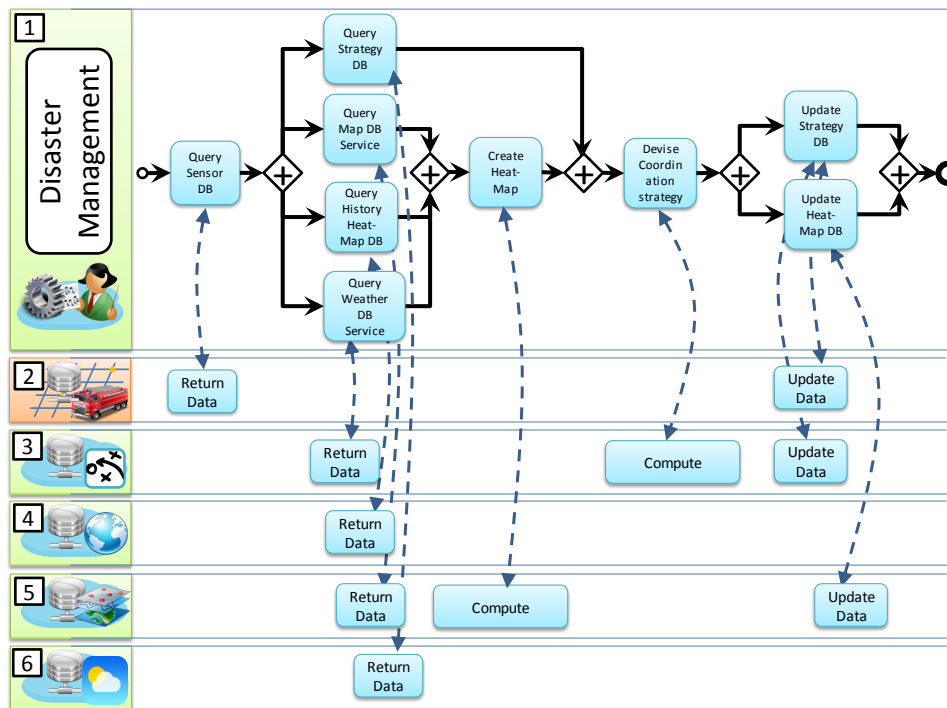 1
Disaster
Management
Query
Sensor
DB
Query
Strategy
DB
Query
Map DB
Service
Query
History
Heat-
Map DB
Query
Weather
DB
Service
Create
Heat-
Map
Devise
Coordin
ation
strategy
Update
Strategy
DB
Update
Heat-
Map DB
2
Return
Data
Update
Data
3
Return
Data
Compute
Update
Data
4
Return
Data
5
Return
Data
Compute
Update
Data
6
Return
Data